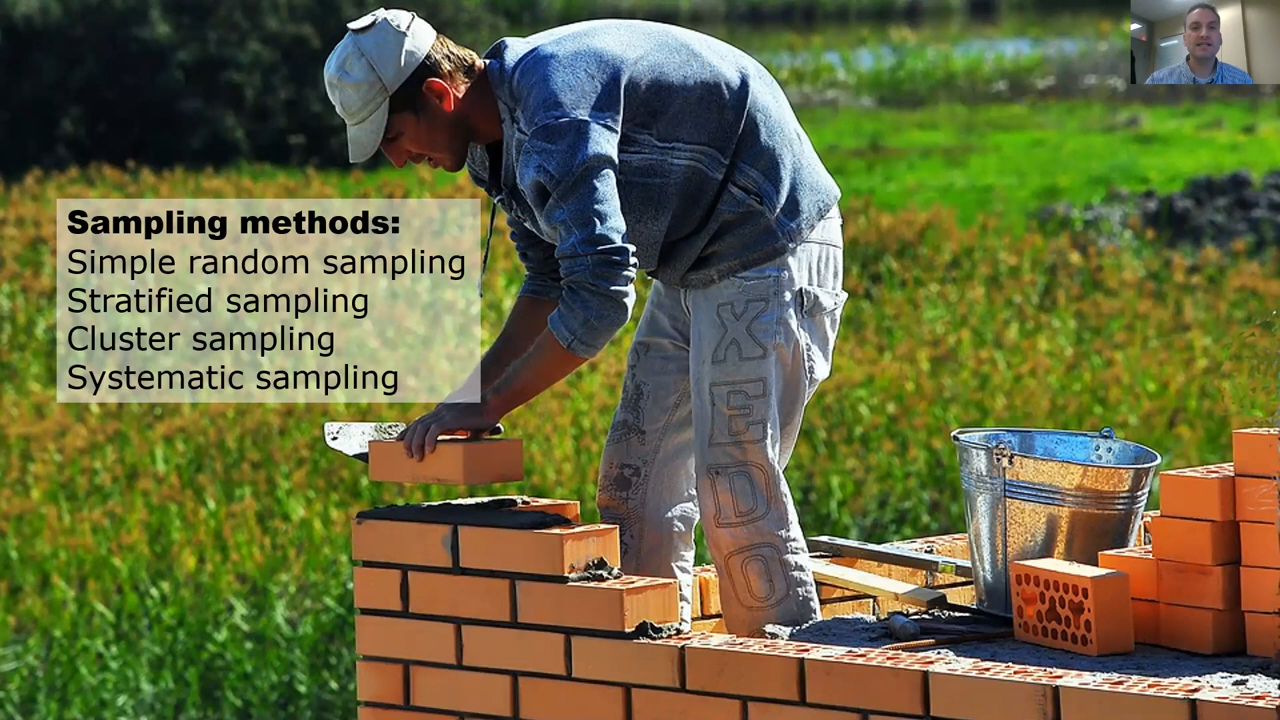 Sampling methods:
Simple random sampling
Stratified sampling
Cluster sampling
Systematic sampling
XEDO